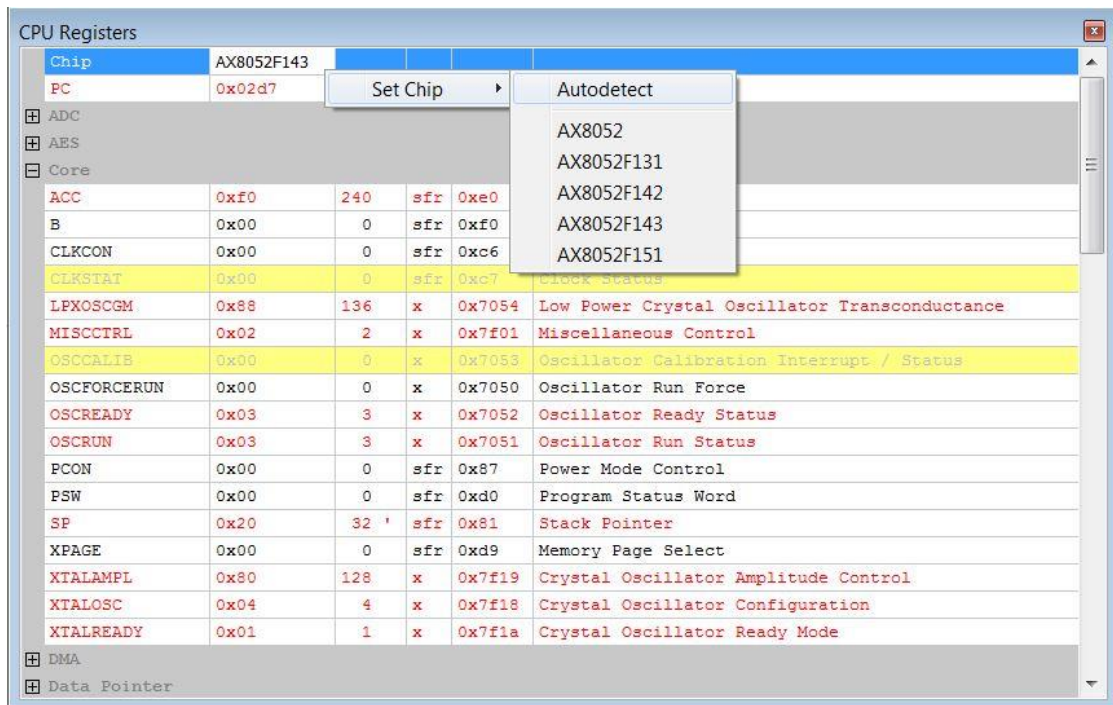 CPU Registers
Chip AX8052F143
PC 0x02d7
Set Chip
Autodetect
AX8052
AX8052F131
AX8052F142
AX8052F143
AX8052F151
ADC
AES
Core
ACC 0xf0 240 sfr 0xe0
B 0x00 0 sfr 0xf0
CLKCON 0x00 0 sfr 0xc6
CLKSTAT 0x00 0 sfr 0xc7 Clock Status
LPXOSCGM 0x88 136 x 0x7054 Low Power Crystal Oscillator Transconductance
MISCCTRL 0x02 2 x 0x7f01 Miscellaneous Control
OSCCALIB 0x00 0 x 0x7053 Oscillator Calibration Interrupt / Status
OSCFORCERUN 0x00 0 x 0x7050 Oscillator Run Force
OSCREADY 0x03 3 x 0x7052 Oscillator Ready Status
OSCRUN 0x03 3 x 0x7051 Oscillator Run Status
PCON 0x00 0 sfr 0x87 Power Mode Control
PSW 0x00 0 sfr 0xd0 Program Status Word
SP 0x20 32 ' sfr 0x81 Stack Pointer
XPAGE 0x00 0 sfr 0xd9 Memory Page Select
XTALAMPL 0x80 128 x 0x7f19 Crystal Oscillator Amplitude Control
XTALOSC 0x04 4 x 0x7f18 Crystal Oscillator Configuration
XTALREADY 0x01 1 x 0x7f1a Crystal Oscillator Ready Mode
DMA
Data Pointer